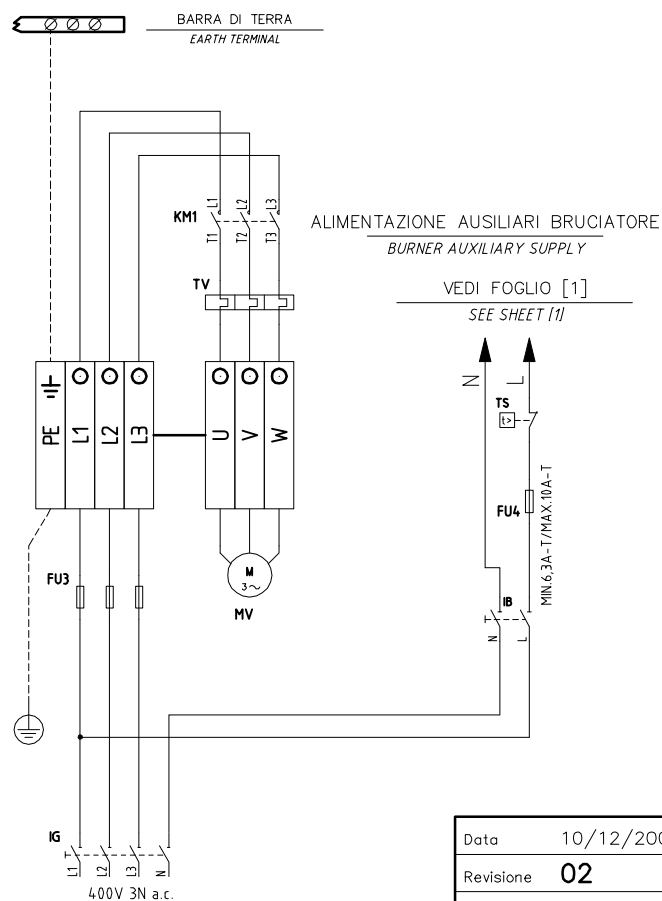 BARRA DI TERRA
EARTH TERMINAL
KM1
L1
L2
L3
T1
T2
T3
ALIMENTAZIONE AUSILIARI BRUCIATORE
BURNER AUXILIARY SUPPLY
TV
VEDI FOGLIO [1]
SEE SHEET [1]
N
L
TS
t>
PE
L1
L2
L3
U
V
W
FU4
MIN.6,3A-T/MAX.10A-T
FU3
M
3~
MV
IB
N
L
IG
L1
L2
L3
N
400V 3N a.c.
Data 10/12/200
Revisione 02